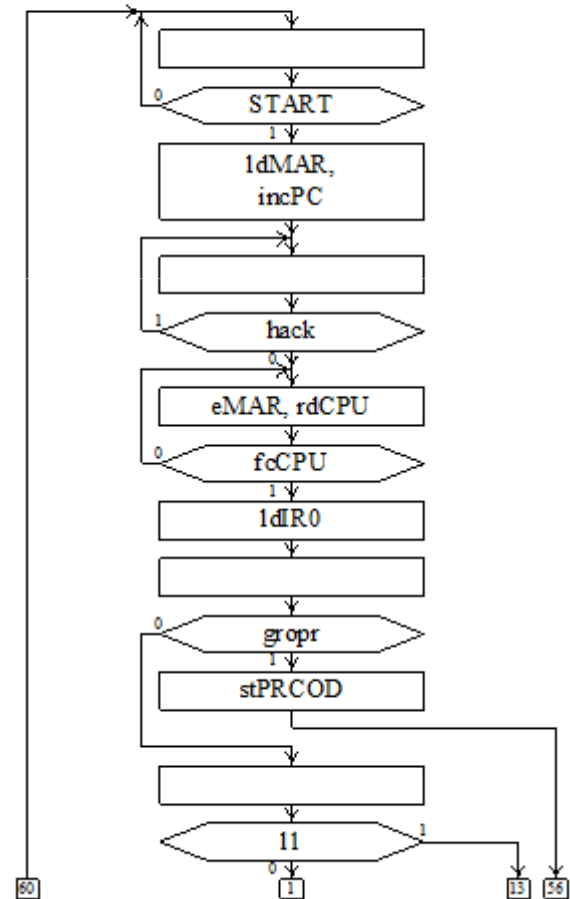 0
START
1
ldMAR,
incPC
1
hack
0
eMAR, rdCPU
0
fcCPU
1
ldIR0
0
gropr
1
stPRCOD
l1
1
0
60
1
13
56